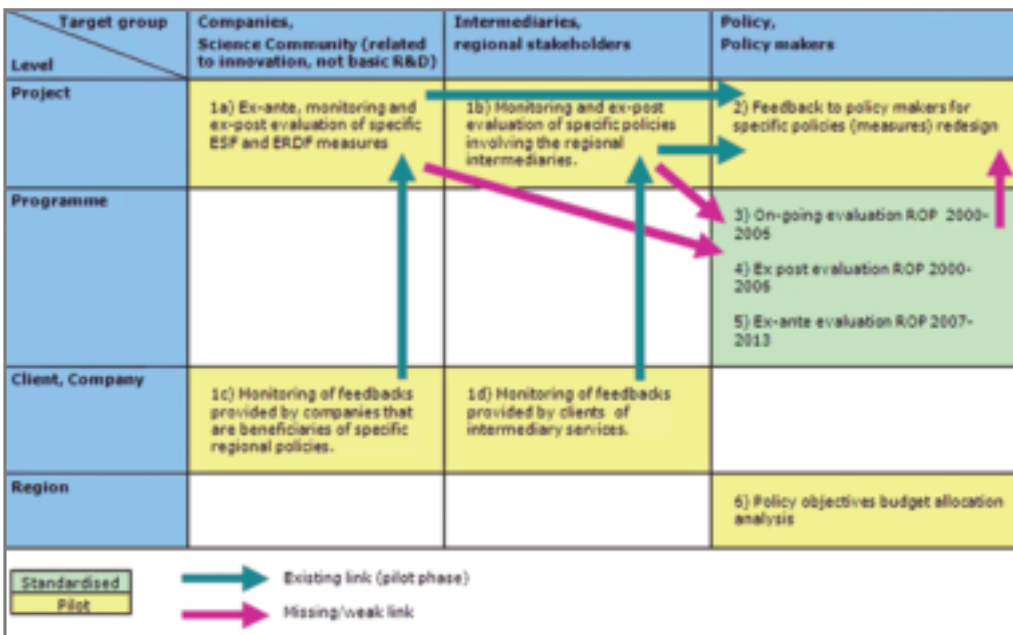 Target group
Level
Companies,
Science Community (related
to innovation, not basic R&D)
Intermediaries,
regional stakeholders
Policy,
Policy makers
Project
1a) Ex-ante, monitoring and
ex-post evaluation of specific
ESF and ERDF measures
1b) Monitoring and ex-post
evaluation of specific policies
involving the regional
intermediaries.
2) Feedback to policy makers for
specific policies (measures) redesign
Programme
3) On-going evaluation ROP 2000-
2006
4) Ex post evaluation ROP 2000-
2006
5) Ex-ante evaluation ROP 2007-
2013
Client, Company
1c) Monitoring of feedbacks
provided by companies that
are beneficiaries of specific
regional policies.
1d) Monitoring of feedbacks
provided by clients of
intermediary services.
Region
6) Policy objectives budget allocation
analysis
Standardised
Pilot
Existing link (pilot phase)
Missing/weak link